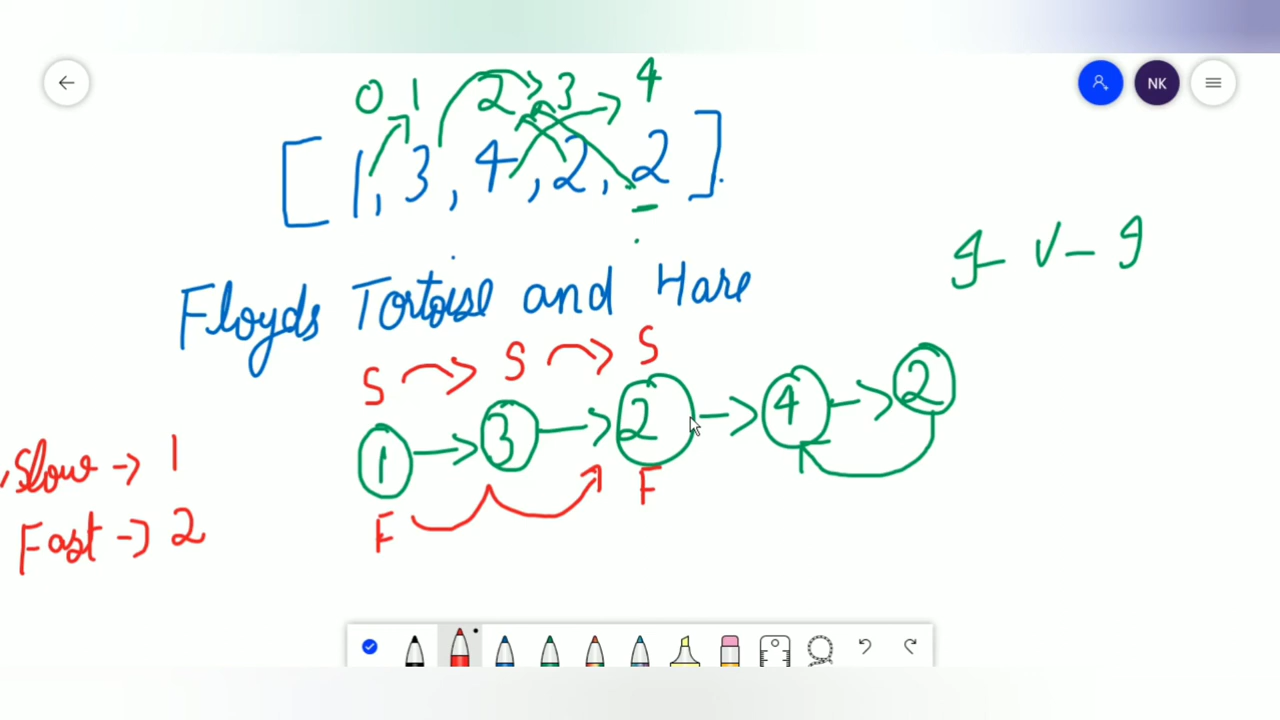 NK
0 1 2 3 4
[1, 3, 4, 2, 2].
g - V - g
Floyds Tortoise and Hare
S S S
1 3 2 4 2
Slow -> 1
F F
Fast -> 2